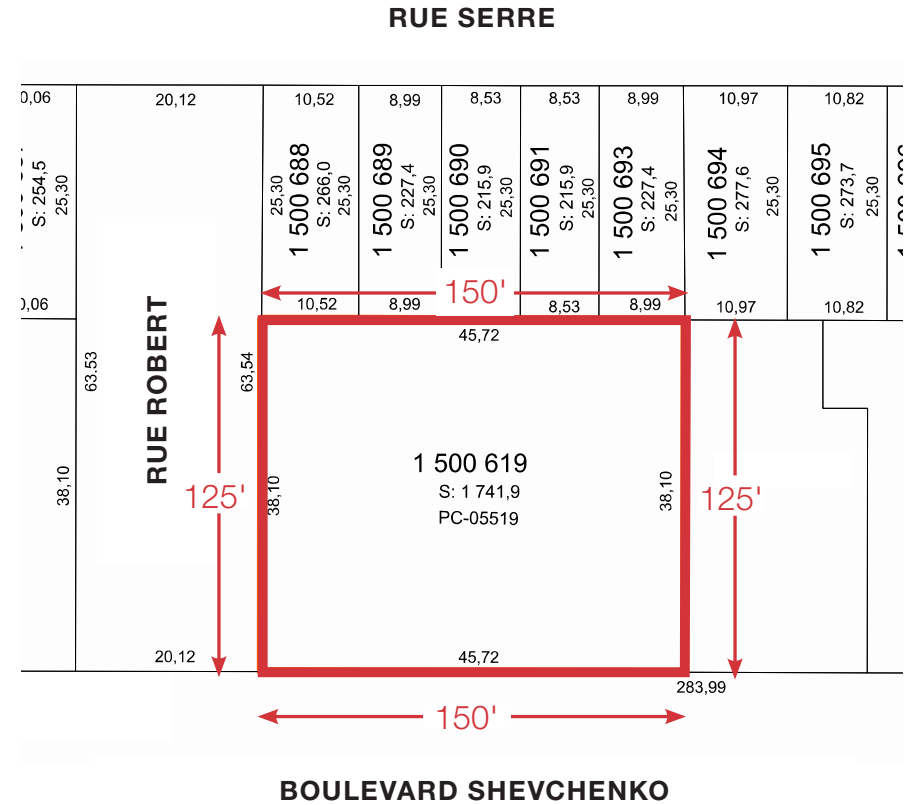 RUE SERRE
0,06
20,12
10,52
8,99
8,53
8,53
8,99
10,97
10,82
S: 254,5
25,30
25,30
1 500 688
S: 266,0
25,30
1 500 689
S: 227,4
25,30
1 500 690
S: 215,9
25,30
1 500 691
S: 215,9
25,30
1 500 693
S: 227,4
25,30
1 500 694
S: 277,6
25,30
1 500 695
S: 273,7
25,30
150'
0,06
10,52
8,99
8,53
8,99
10,97
10,82
45,72
63.53
RUE ROBERT
63,54
38,10
125'
38,10
1 500 619
S: 1 741,9
PC-05519
38,10
125'
20,12
45,72
283,99
150'
BOULEVARD SHEVCHENKO